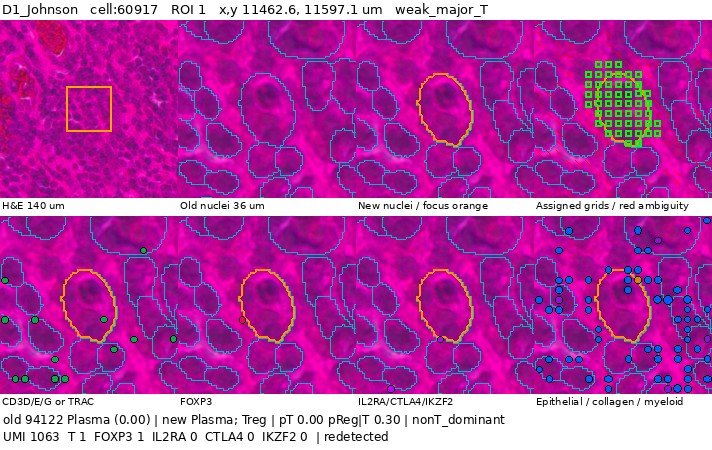 D1_Johnson cell:60917 ROI 1 x,y 11462.6, 11597.1 um weak_major_T
H&E 140 um
Old nuclei 36 um
New nuclei / focus orange
Assigned grids / red ambiguity
CD3D/E/G or TRAC
FOXP3
IL2RA/CTLA4/IKZF2
Epithelial / collagen / myeloid
old 94122 Plasma (0.00) | new Plasma; Treg | pT 0.00 pReg|T 0.30 | nonT_dominant
UMI 1063 T 1 FOXP3 1 IL2RA 0 CTLA4 0 IKZF2 0 | redetected